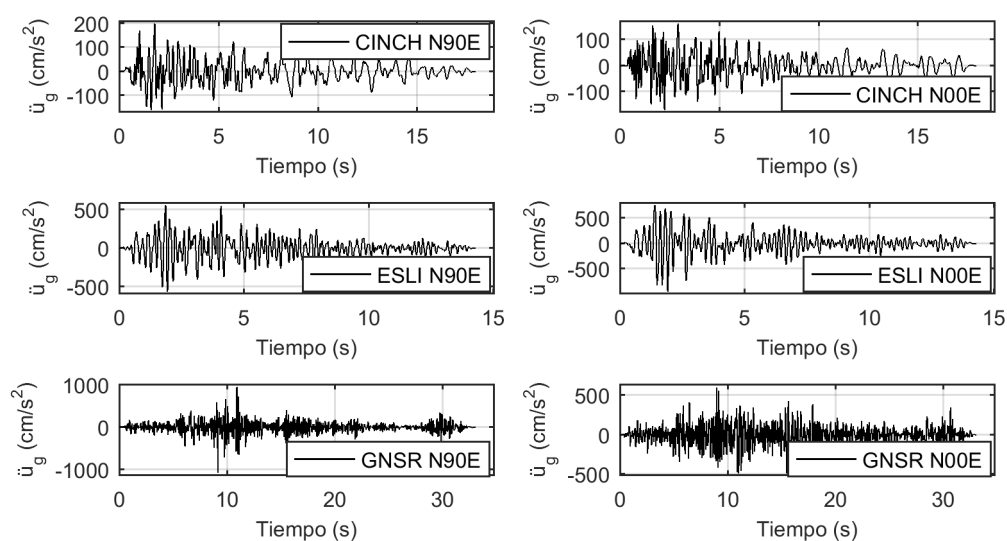 200
100
0
-100
ü_g (cm/s²)
CINCH N90E
0 5 10 15
Tiempo (s)
100
0
-100
ü_g (cm/s²)
CINCH N00E
0 5 10 15
Tiempo (s)
500
0
-500
ü_g (cm/s²)
ESLI N90E
0 5 10 15
Tiempo (s)
500
0
-500
ü_g (cm/s²)
ESLI N00E
0 5 10 15
Tiempo (s)
1000
0
-1000
ü_g (cm/s²)
GNSR N90E
0 10 20 30
Tiempo (s)
500
0
-500
ü_g (cm/s²)
GNSR N00E
0 10 20 30
Tiempo (s)